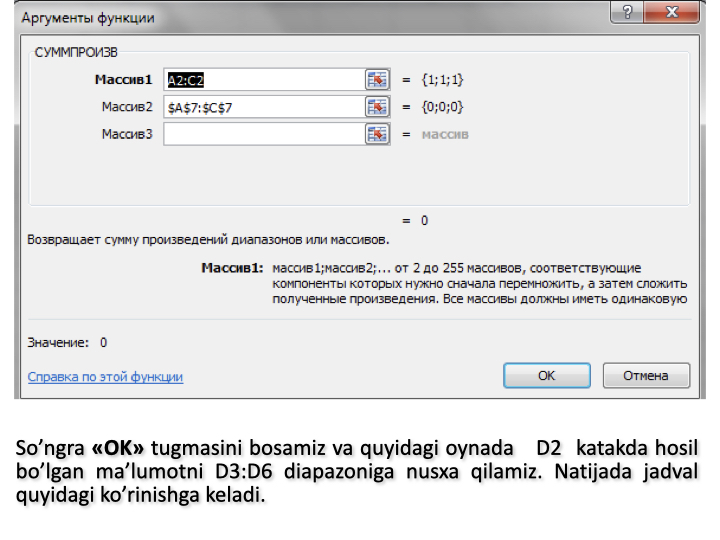 Аргументы функции
СУММПРОИЗВ
Массив1 A2:C2 = {1;1;1}
Массив2 $A$7:$C$7 = {0;0;0}
Массив3 = массив
= 0
Возвращает сумму произведений диапазонов или массивов.
Массив1: массив1;массив2;... от 2 до 255 массивов, соответствующие
компоненты которых нужно сначала перемножить, а затем сложить
полученные произведения. Все массивы должны иметь одинаковую
Значение: 0
Справка по этой функции
ОК Отмена
So’ngra «OK» tugmasini bosamiz va quyidagi oynada D2 katakda hosil
bo’lgan ma’lumotni D3:D6 diapazoniga nusxa qilamiz. Natijada jadval
quyidagi ko’rinishga keladi.